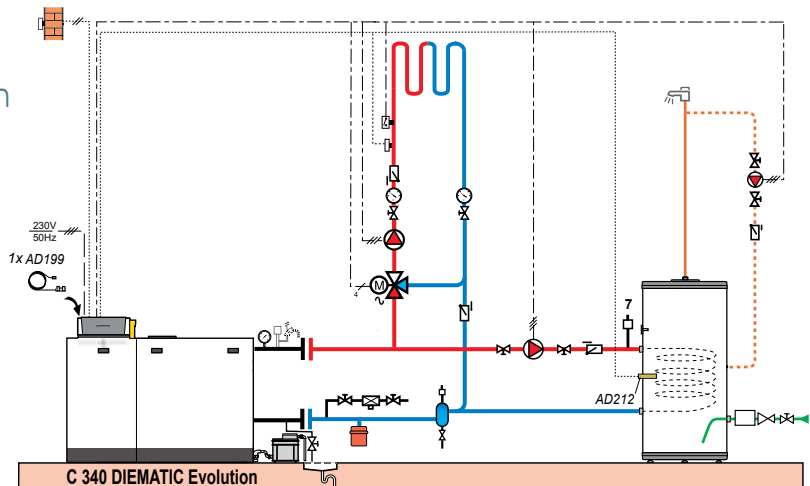 n
230V
50Hz
1x AD199
M
4
7
AD212
C 340 DIEMATIC Evolution